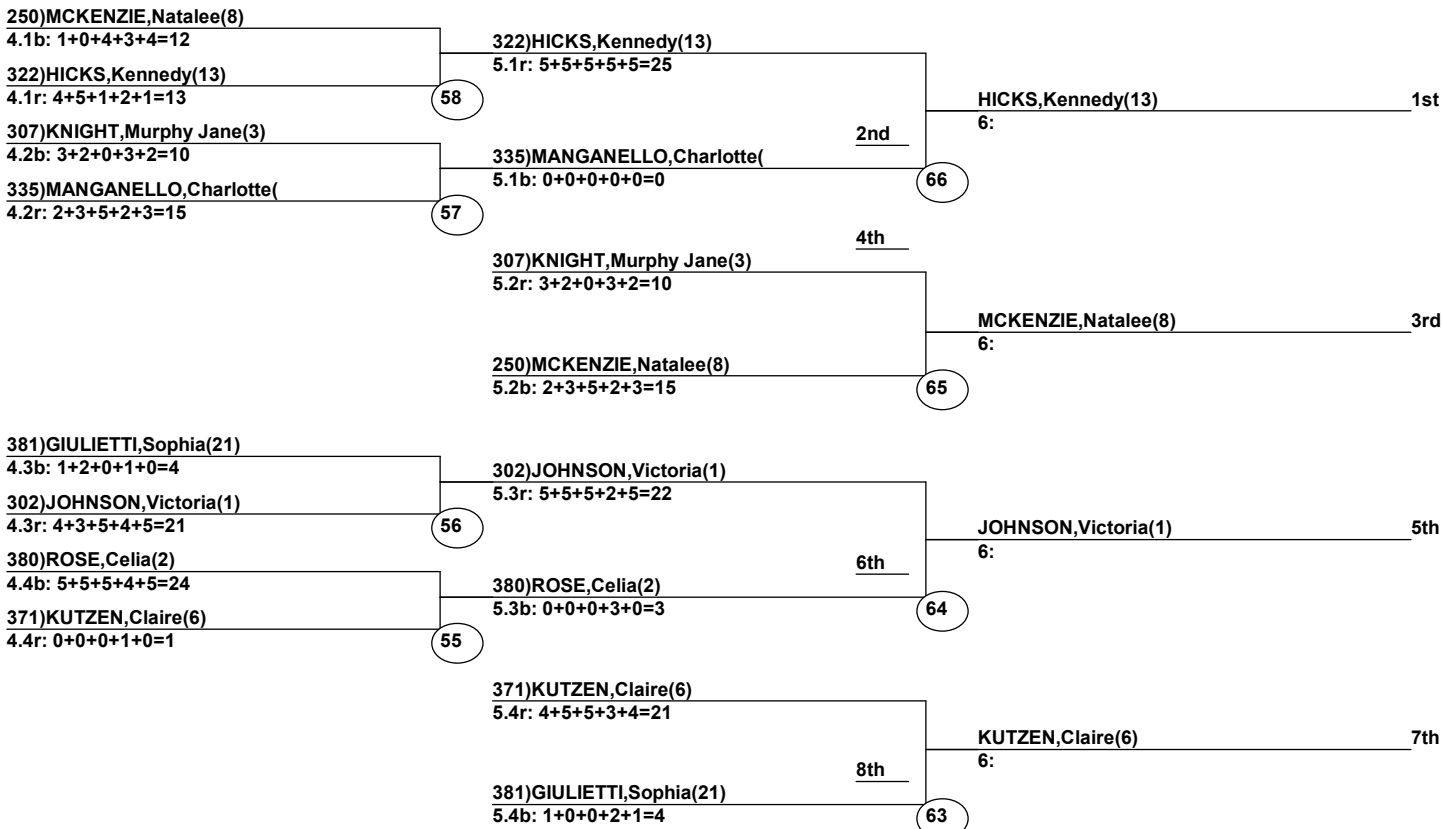 250)MCKENZIE,Natalee(8)
4.1b: 1+0+4+3+4=12
322)HICKS,Kennedy(13)
4.1r: 4+5+1+2+1=13
58
307)KNIGHT,Murphy Jane(3)
4.2b: 3+2+0+3+2=10
335)MANGANELLO,Charlotte(
4.2r: 2+3+5+2+3=15
57
322)HICKS,Kennedy(13)
5.1r: 5+5+5+5+5=25
2nd
335)MANGANELLO,Charlotte(
5.1b: 0+0+0+0+0=0
66
HICKS,Kennedy(13)
1st
6:
4th
307)KNIGHT,Murphy Jane(3)
5.2r: 3+2+0+3+2=10
250)MCKENZIE,Natalee(8)
5.2b: 2+3+5+2+3=15
65
MCKENZIE,Natalee(8)
3rd
6:
381)GIULIETTI,Sophia(21)
4.3b: 1+2+0+1+0=4
302)JOHNSON,Victoria(1)
4.3r: 4+3+5+4+5=21
56
380)ROSE,Celia(2)
4.4b: 5+5+5+4+5=24
371)KUTZEN,Claire(6)
4.4r: 0+0+0+1+0=1
55
302)JOHNSON,Victoria(1)
5.3r: 5+5+5+2+5=22
6th
380)ROSE,Celia(2)
5.3b: 0+0+0+3+0=3
64
JOHNSON,Victoria(1)
5th
6:
371)KUTZEN,Claire(6)
5.4r: 4+5+5+3+4=21
8th
381)GIULIETTI,Sophia(21)
5.4b: 1+0+0+2+1=4
63
KUTZEN,Claire(6)
7th
6: